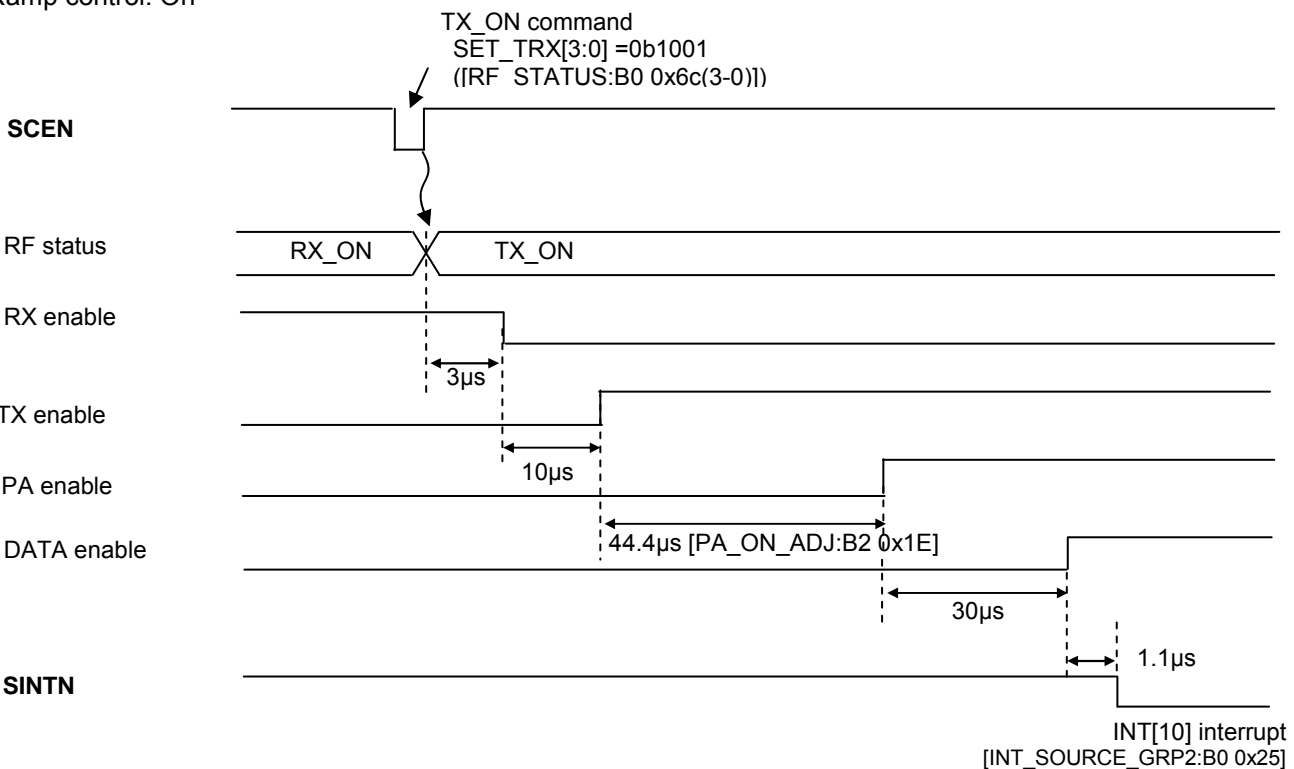 Ramp control: On
TX_ON command
SET_TRX[3:0] =0b1001
([RF_STATUS:B0 0x6c(3-0)])
SCEN
RF status
RX_ON
TX_ON
RX enable
3µs
TX enable
10µs
PA enable
44.4µs [PA_ON_ADJ:B2 0x1E]
DATA enable
30µs
1.1µs
SINTN
INT[10] interrupt
[INT_SOURCE_GRP2:B0 0x25]